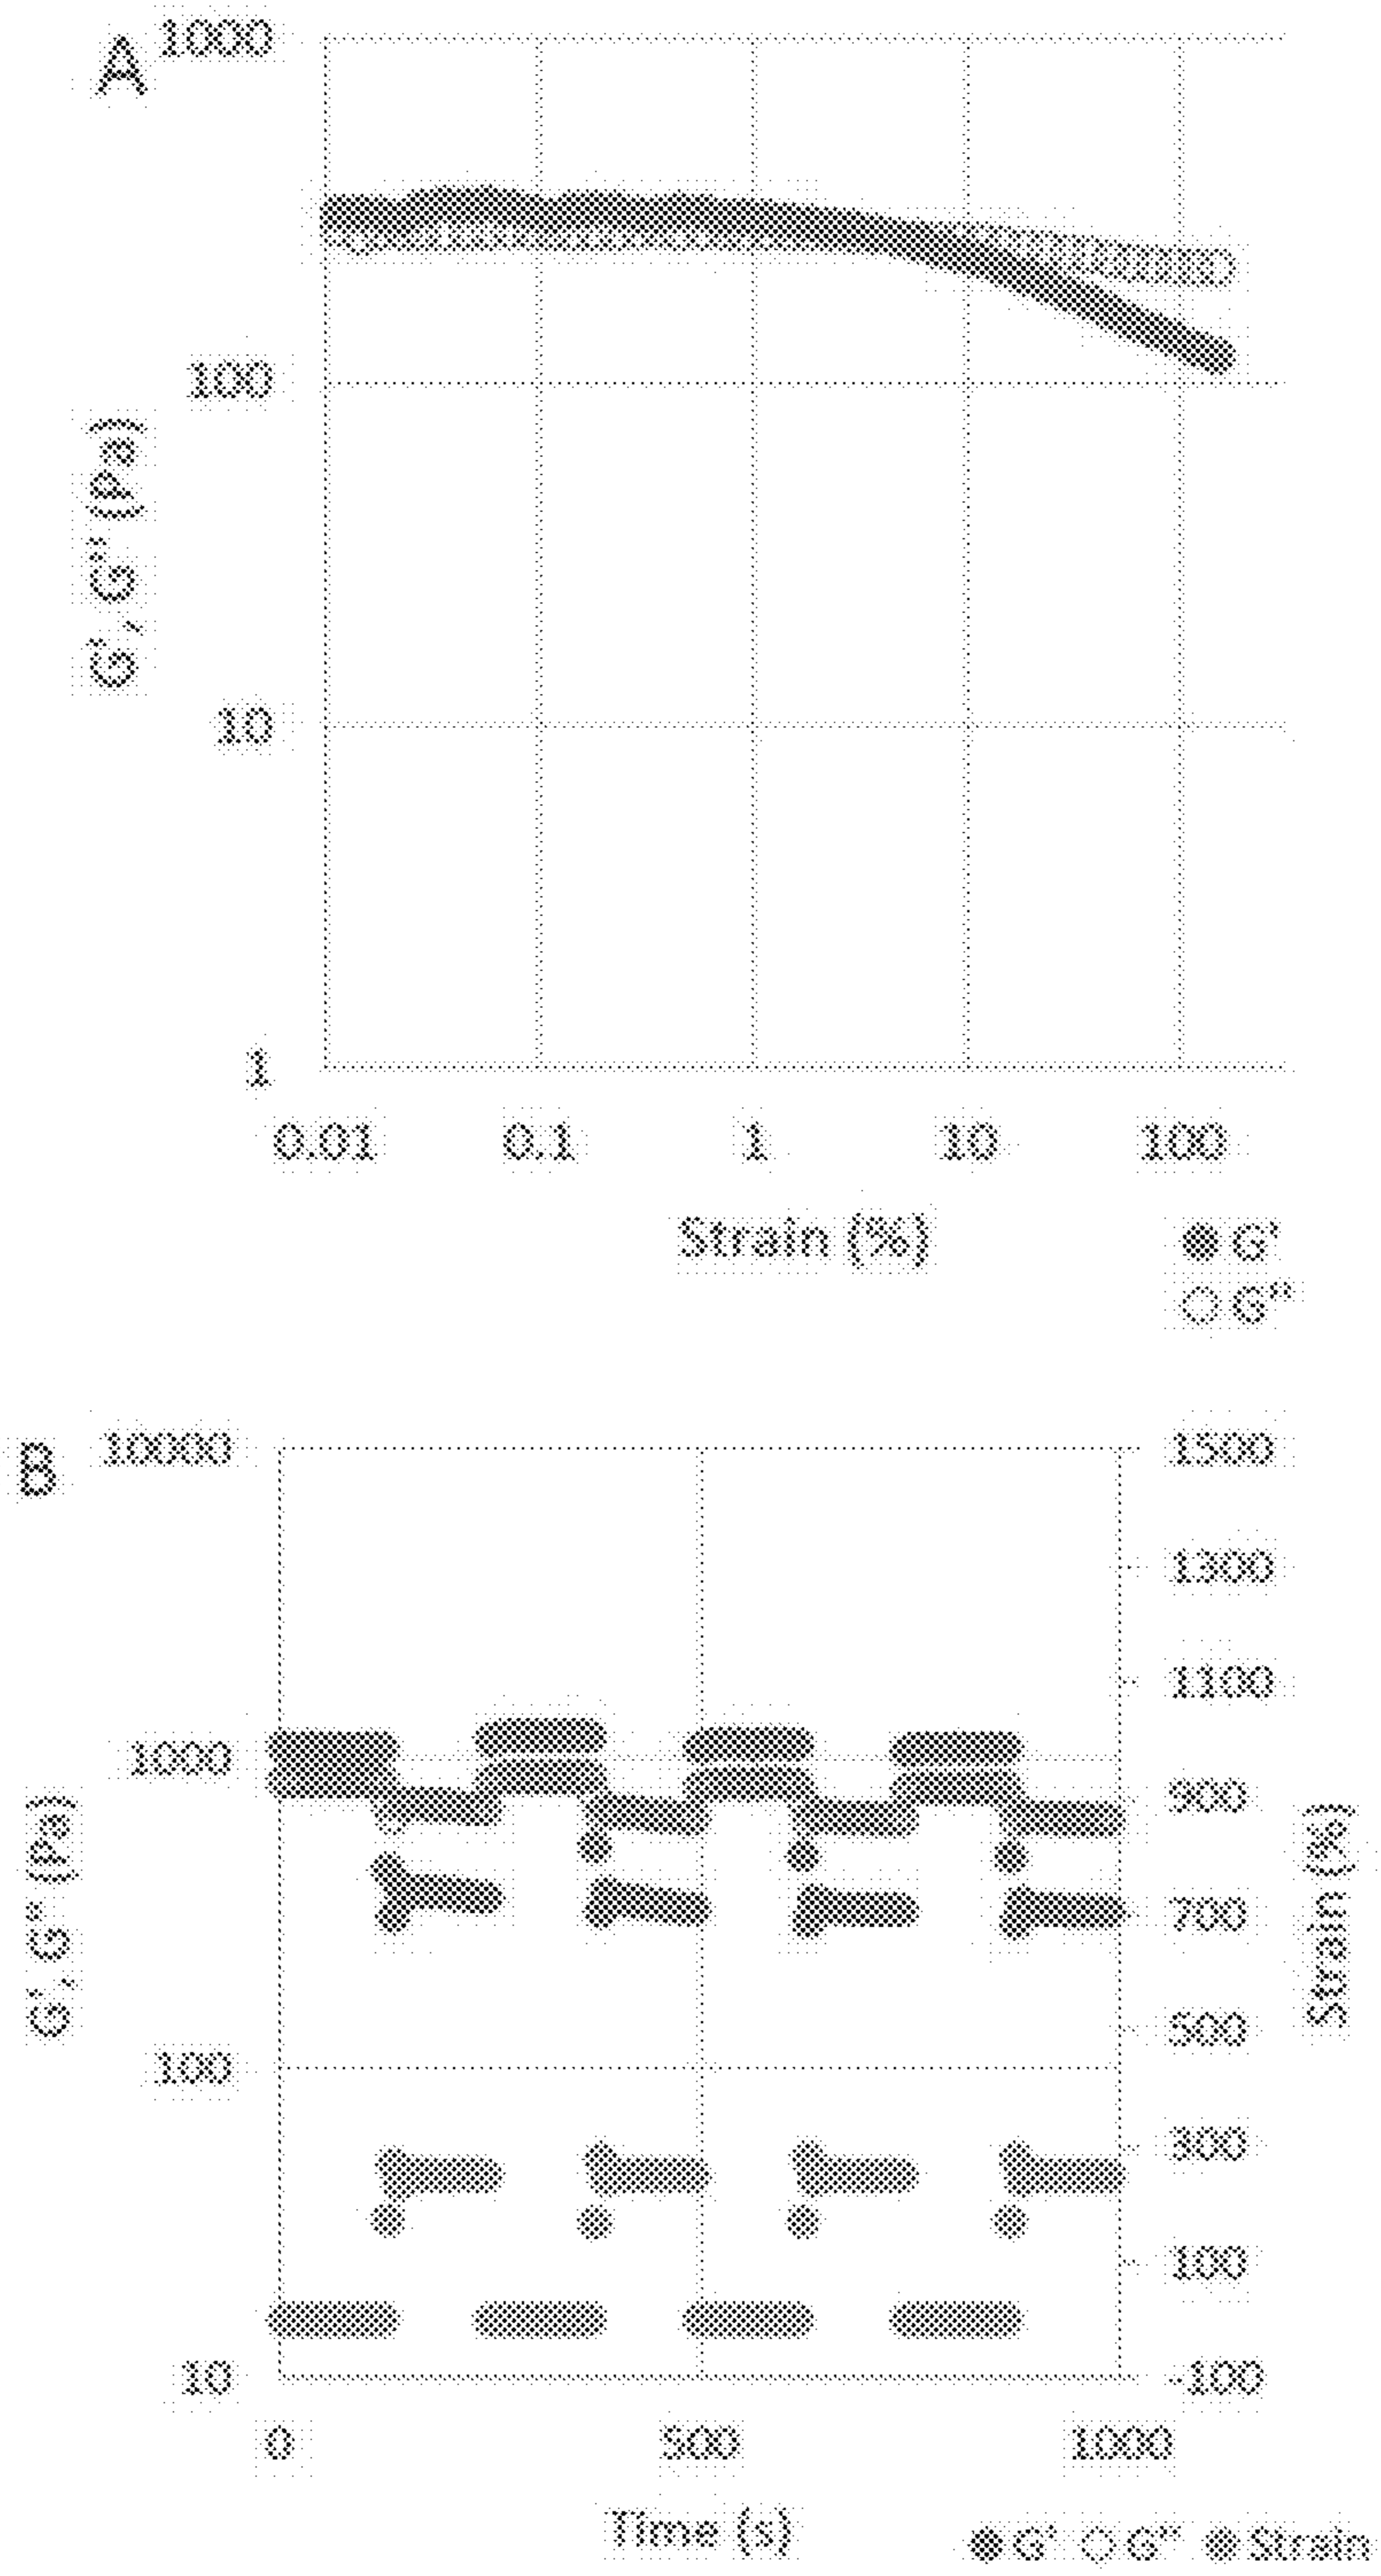 A
1000
100
10
1
G', G" (Pa)
0.01 0.1 1 10 100
Strain (%)
G'
G"
B
10000
1000
100
10
G', G" (Pa)
1500
1300
1100
900
700
500
300
100
-100
Strain (%)
0 500 1000
Time (s)
G' G" Strain